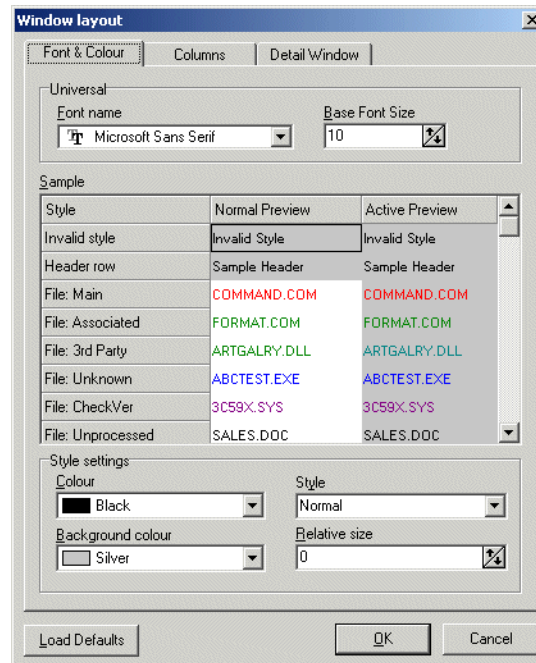 Window layout
Font & Colour Columns Detail Window
Universal
Font name Base Font Size
Microsoft Sans Serif 10
Sample
Style Normal Preview Active Preview
Invalid style Invalid Style Invalid Style
Header row Sample Header Sample Header
File: Main COMMAND.COM COMMAND.COM
File: Associated FORMAT.COM FORMAT.COM
File: 3rd Party ARTGALRY.DLL ARTGALRY.DLL
File: Unknown ABCTEST.EXE ABCTEST.EXE
File: CheckVer 3C59X.SYS 3C59X.SYS
File: Unprocessed SALES.DOC SALES.DOC
Style settings
Colour Style
Black Normal
Background colour Relative size
Silver 0
Load Defaults OK Cancel